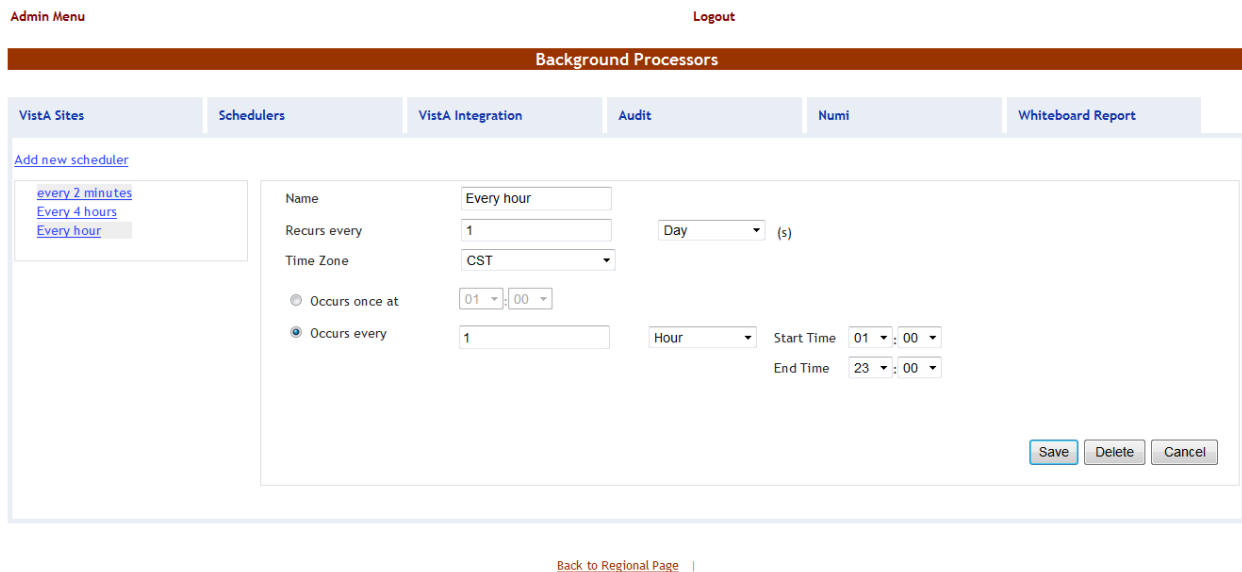 Admin Menu Logout
Background Processors
VistA Sites Schedulers VistA Integration Audit Numi Whiteboard Report
Add new scheduler
every 2 minutes
Every 4 hours
Every hour
Name Every hour
Recurs every 1 Day (s)
Time Zone CST
Occurs once at 01 : 00
Occurs every 1 Hour Start Time 01 : 00
End Time 23 : 00
Save Delete Cancel
Back to Regional Page |